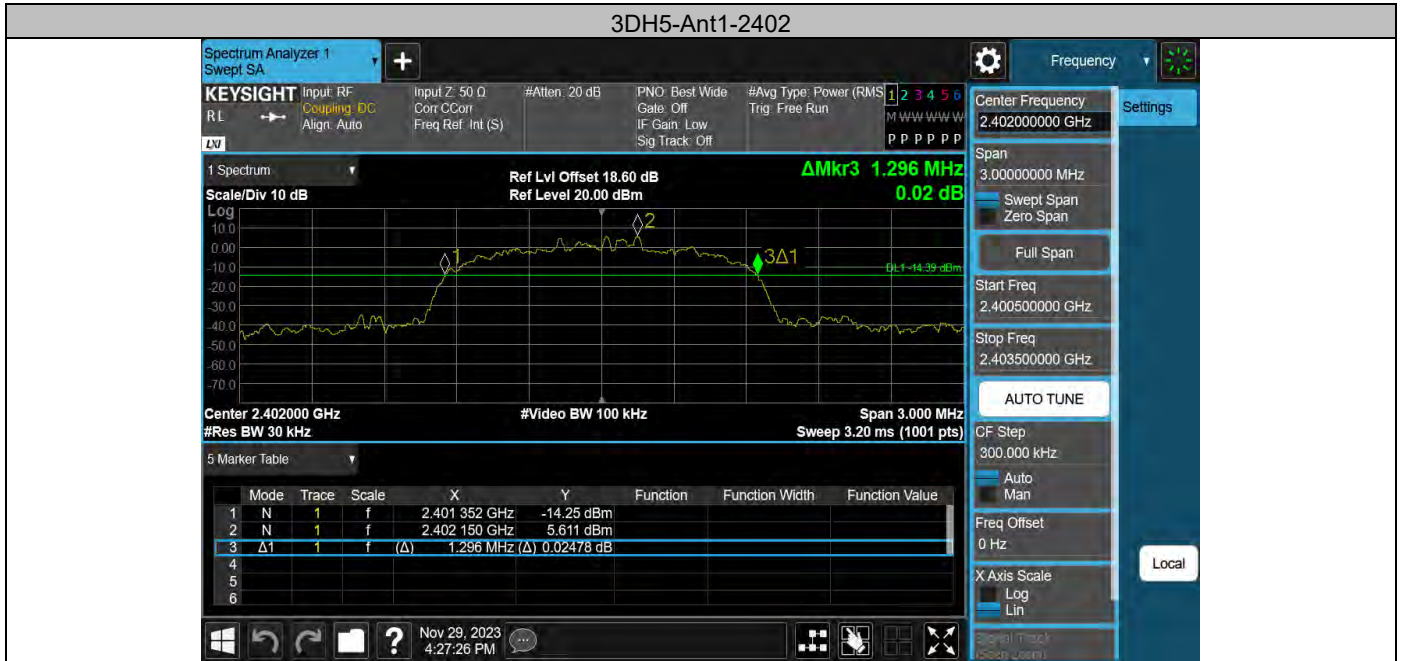 3DH5-Ant1-2402
Spectrum Analyzer 1
Swept SA
Frequency
KEYSIGHT
RL
LXI
Input: RF
Coupling: DC
Align: Auto
Input Z: 50 Ω
Corr CCorr
Freq Ref: Int (S)
#Atten: 20 dB
PNO: Best Wide
Gate: Off
IF Gain: Low
Sig Track: Off
#Avg Type: Power (RMS
Trig: Free Run
1 2 3 4 5 6
M W W W W W
P P P P P P
Center Frequency
2.402000000 GHz
Settings
1 Spectrum
Scale/Div 10 dB
Ref Lvl Offset 18.60 dB
Ref Level 20.00 dBm
ΔMkr3 1.296 MHz
0.02 dB
Span
3.00000000 MHz
Swept Span
Zero Span
Full Span
Start Freq
2.400500000 GHz
Stop Freq
2.403500000 GHz
AUTO TUNE
CF Step
300.000 kHz
Auto
Man
Freq Offset
0 Hz
X Axis Scale
Log
Lin
Local
Log
10.0
0.00
-10.0
-20.0
-30.0
-40.0
-50.0
-60.0
-70.0
1
2
3Δ1
DL1 -14.39 dBm
Center 2.402000 GHz
#Video BW 100 kHz
Span 3.000 MHz
#Res BW 30 kHz
Sweep 3.20 ms (1001 pts)
5 Marker Table
Mode Trace Scale X Y Function Function Width Function Value
1 N 1 f 2.401 352 GHz -14.25 dBm
2 N 1 f 2.402 150 GHz 5.611 dBm
3 Δ1 1 f (Δ) 1.296 MHz (Δ) 0.02478 dB
4
5
6
?
Nov 29, 2023
4:27:26 PM
Signal Track
(Span Zoom)